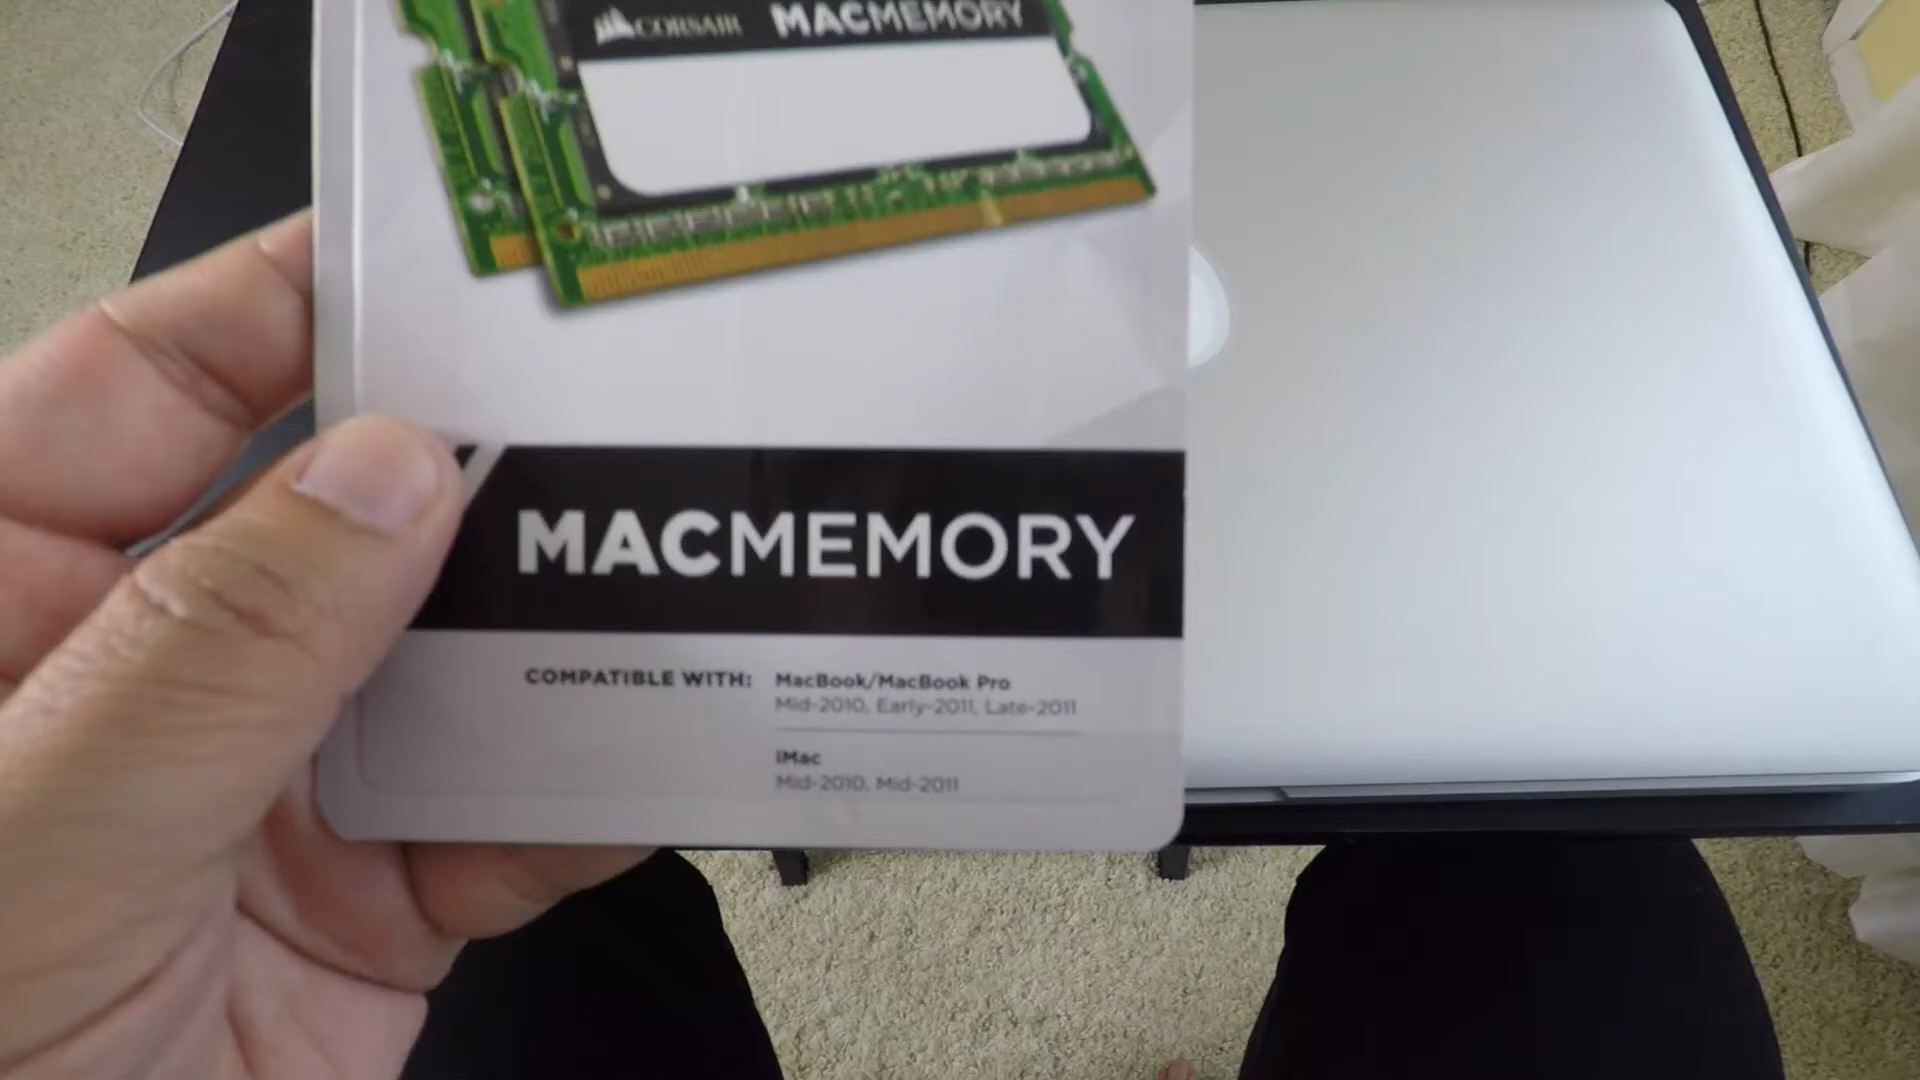 CORSAIR MACMEMORY
MACMEMORY
COMPATIBLE WITH: MacBook/MacBook Pro
Mid-2010, Early-2011, Late-2011
iMac
Mid-2010, Mid-2011